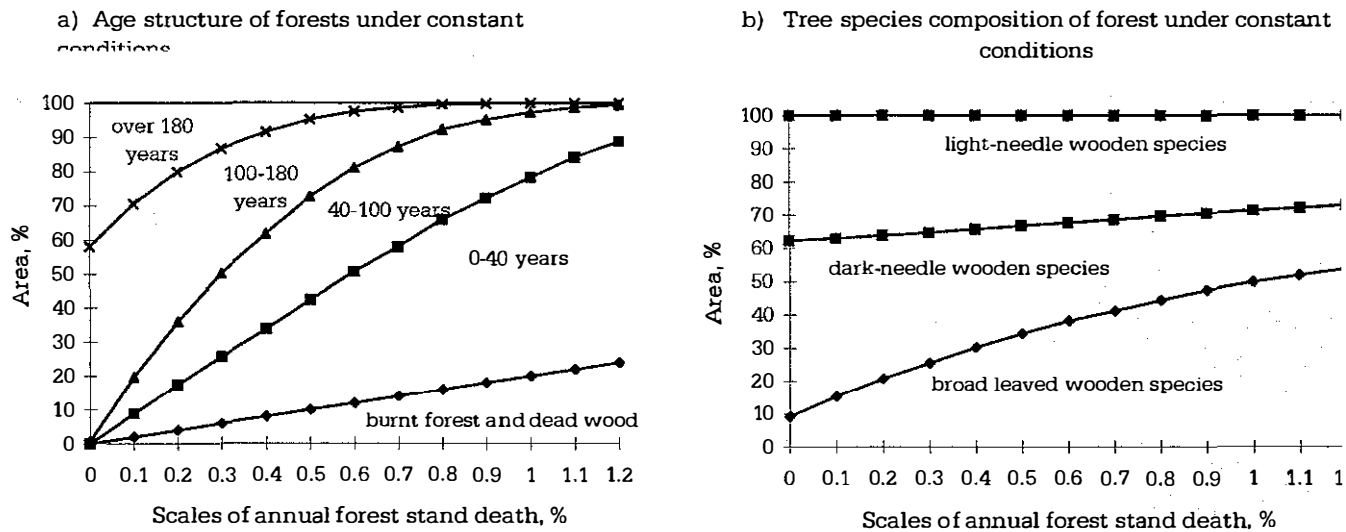 a) Age structure of forests under constant
conditions
100
90
80
70
60
50
40
30
20
10
0
Area, %
over 180
years
100-180
years
40-100 years
0-40 years
burnt forest and dead wood
0 0.1 0.2 0.3 0.4 0.5 0.6 0.7 0.8 0.9 1 1.1 1.2
Scales of annual forest stand death, %
b) Tree species composition of forest under constant
conditions
100
90
80
70
60
50
40
30
20
10
0
Area, %
light-needle wooden species
dark-needle wooden species
broad leaved wooden species
0 0.1 0.2 0.3 0.4 0.5 0.6 0.7 0.8 0.9 1 1.1 1
Scales of annual forest stand death, %